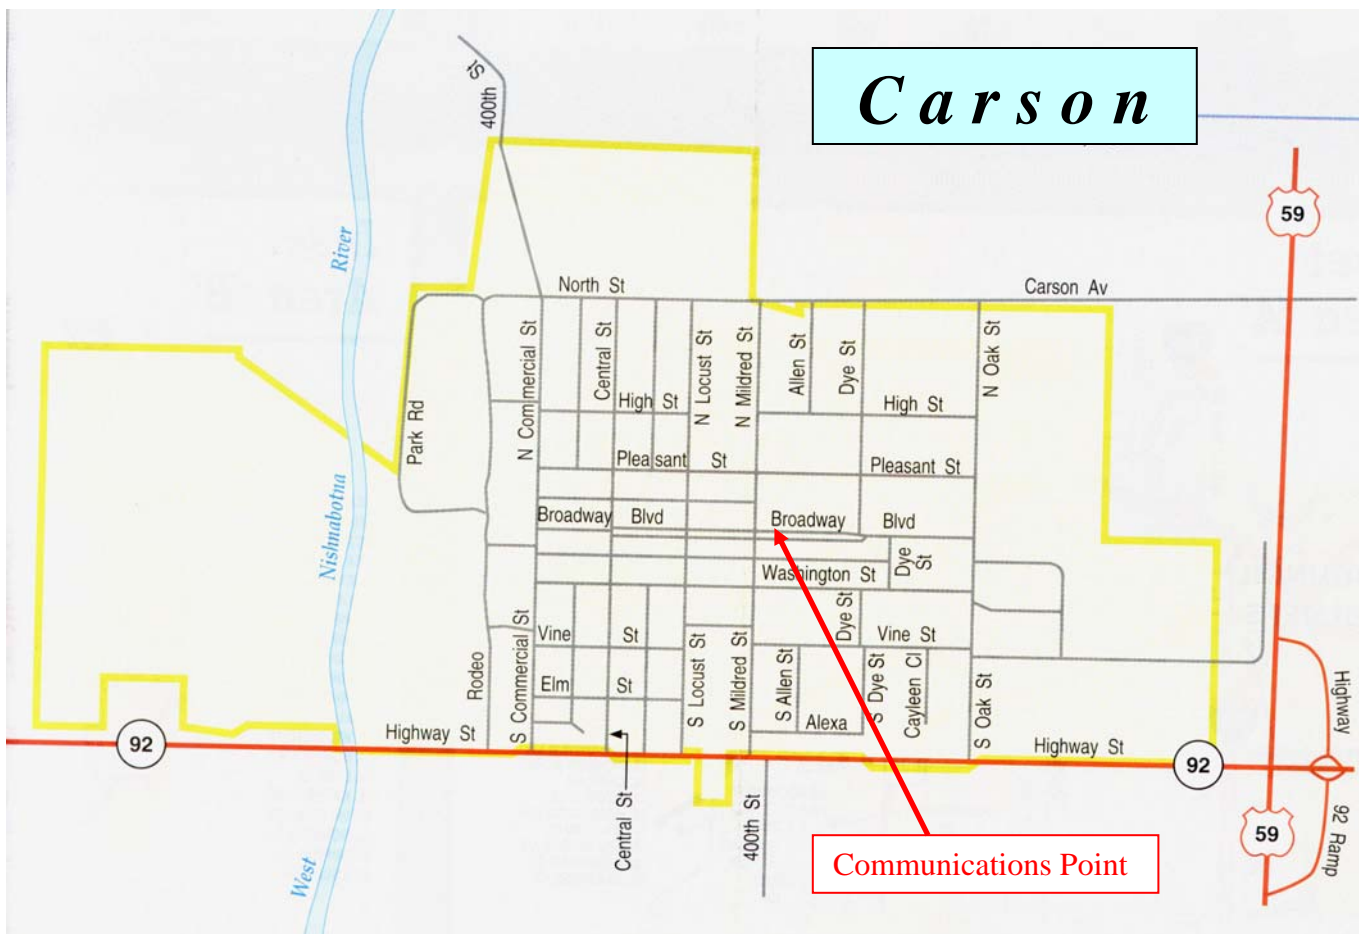 Carson
400th
St
59
River
North St
Carson Av
N Commercial St
Central St
N Locust St
N Mildred St
Allen St
Dye St
N Oak St
High St
High St
Park Rd
Pleasant St
Pleasant St
Nishnabotna
Broadway Blvd
Broadway Blvd
Washington St
Dye St
Dye St
Vine St
Vine St
Rodeo
S Commercial St
Elm St
S Locust St
S Mildred St
S Allen St
S Dye St
Cayleen Cl
S Oak St
Alexa
Highway St
Highway St
92
92
Highway
92 Ramp
59
Central St
400th St
West
Communications Point